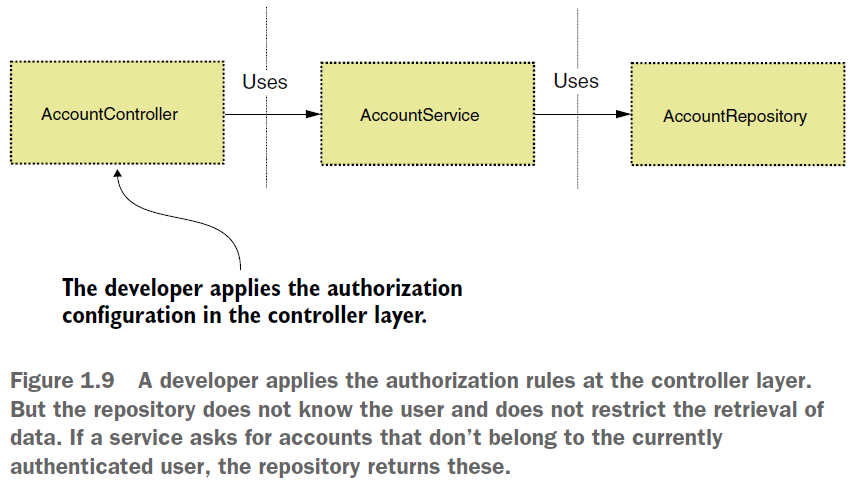 Uses
Uses
AccountController
AccountService
AccountRepository
The developer applies the authorization
configuration in the controller layer.
Figure 1.9 A developer applies the authorization rules at the controller layer.
But the repository does not know the user and does not restrict the retrieval of
data. If a service asks for accounts that don’t belong to the currently
authenticated user, the repository returns these.